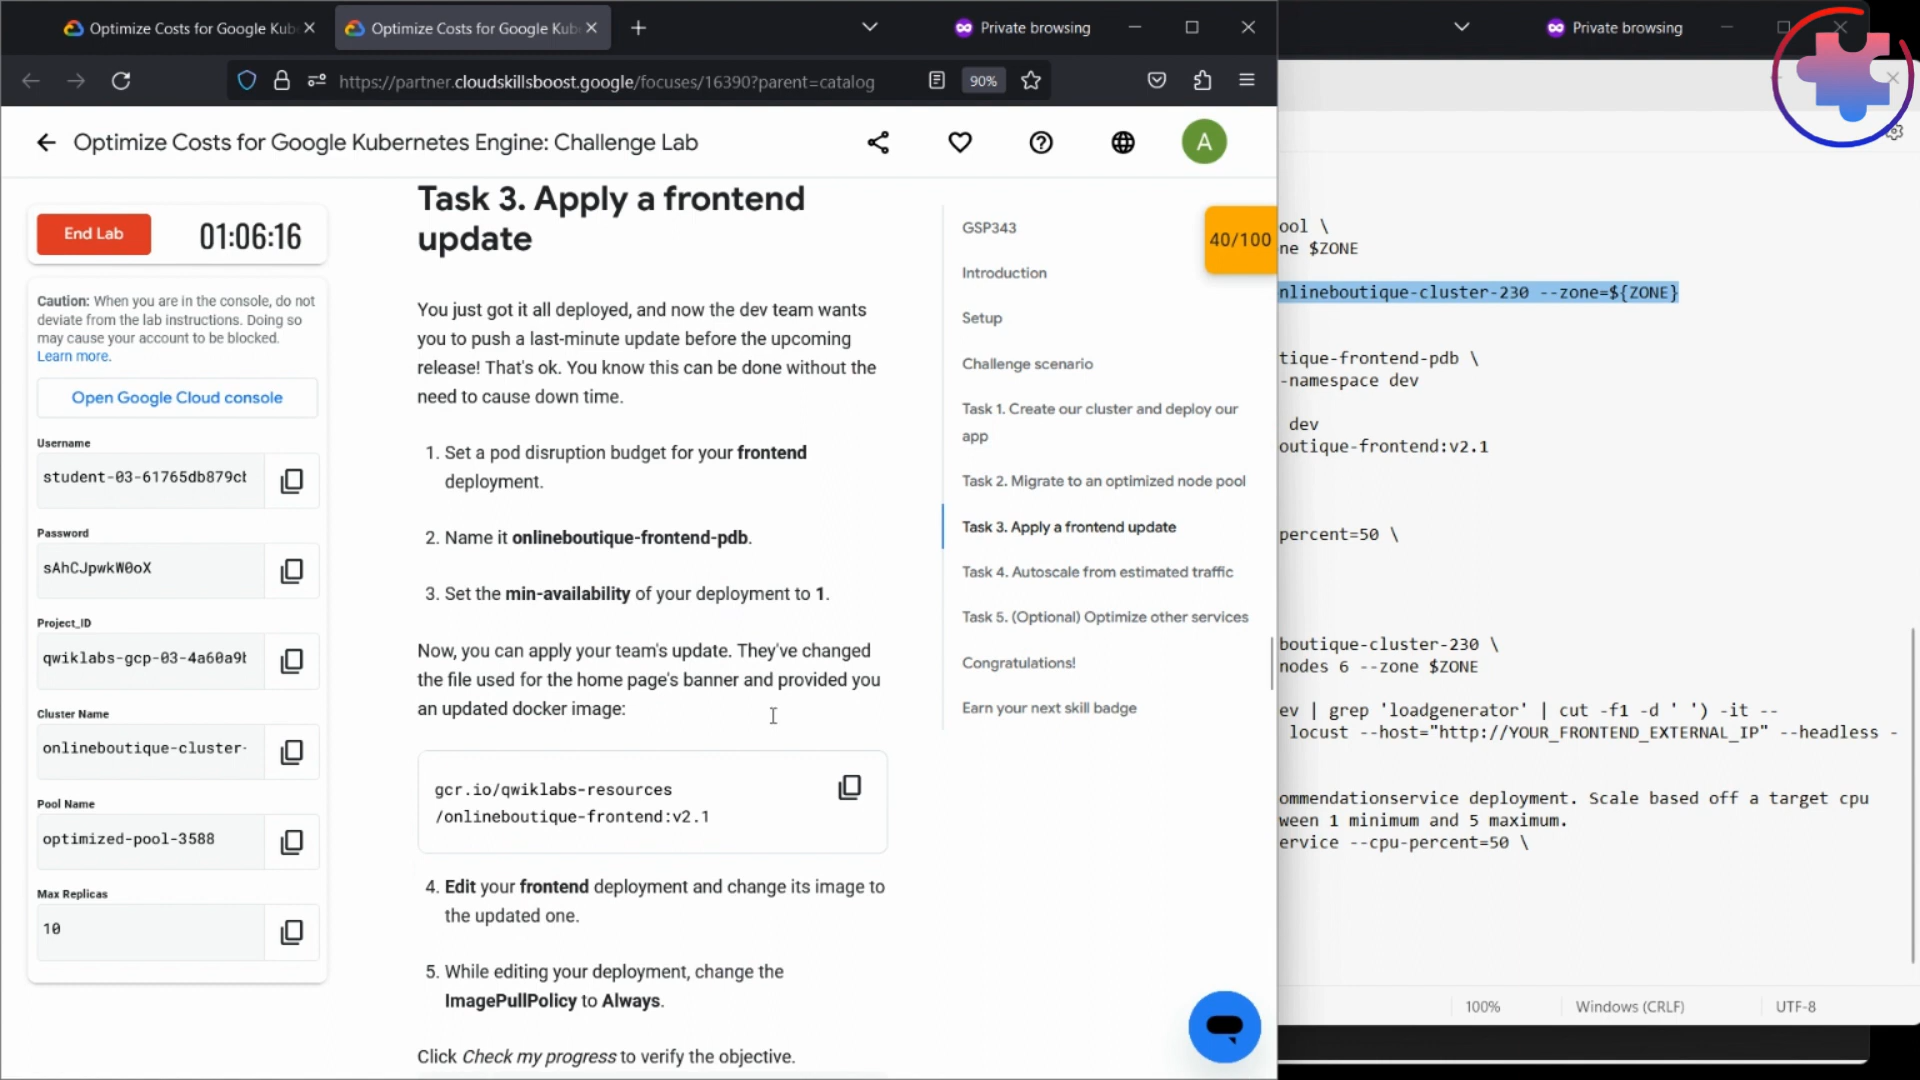 Optimize Costs for Google Kub
Optimize Costs for Google Kub
Private browsing
Private browsing
https://partner.cloudskillsboost.google/focuses/16390?parent=catalog
90%
Optimize Costs for Google Kubernetes Engine: Challenge Lab
A
End Lab
01:06:16
Caution: When you are in the console, do not
deviate from the lab instructions. Doing so
may cause your account to be blocked.
Learn more.
Open Google Cloud console
Username
student-03-61765db879cb
Password
sAhCJpwkW0oX
Project_ID
qwiklabs-gcp-03-4a60a9b
Cluster Name
onlineboutique-cluster-
Pool Name
optimized-pool-3588
Max Replicas
10
Task 3. Apply a frontend
update
You just got it all deployed, and now the dev team wants
you to push a last-minute update before the upcoming
release! That's ok. You know this can be done without the
need to cause down time.
1. Set a pod disruption budget for your frontend
deployment.
2. Name it onlineboutique-frontend-pdb.
3. Set the min-availability of your deployment to 1.
Now, you can apply your team's update. They've changed
the file used for the home page's banner and provided you
an updated docker image:
gcr.io/qwiklabs-resources
/onlineboutique-frontend:v2.1
4. Edit your frontend deployment and change its image to
the updated one.
5. While editing your deployment, change the
ImagePullPolicy to Always.
Click Check my progress to verify the objective.
GSP343
Introduction
Setup
Challenge scenario
Task 1. Create our cluster and deploy our
app
Task 2. Migrate to an optimized node pool
Task 3. Apply a frontend update
Task 4. Autoscale from estimated traffic
Task 5. (Optional) Optimize other services
Congratulations!
Earn your next skill badge
40/100
ool \
ne $ZONE
nlineboutique-cluster-230 --zone=${ZONE}
tique-frontend-pdb \
-namespace dev
dev
outique-frontend:v2.1
percent=50 \
boutique-cluster-230 \
nodes 6 --zone $ZONE
ev | grep 'loadgenerator' | cut -f1 -d ' ') -it --
locust --host="http://YOUR_FRONTEND_EXTERNAL_IP" --headless -
ommendationservice deployment. Scale based off a target cpu
ween 1 minimum and 5 maximum.
ervice --cpu-percent=50 \
100%
Windows (CRLF)
UTF-8